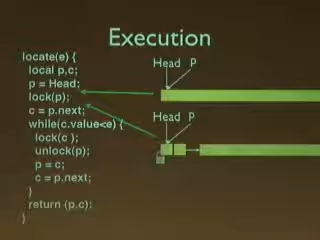 Execution
locate(e) {
local p,c;
p = Head;
lock(p);
c = p.next;
while(c.value<e) {
lock(c );
unlock(p);
p = c;
c = p.next;
}
return (p.c):
}
Head P
Head P